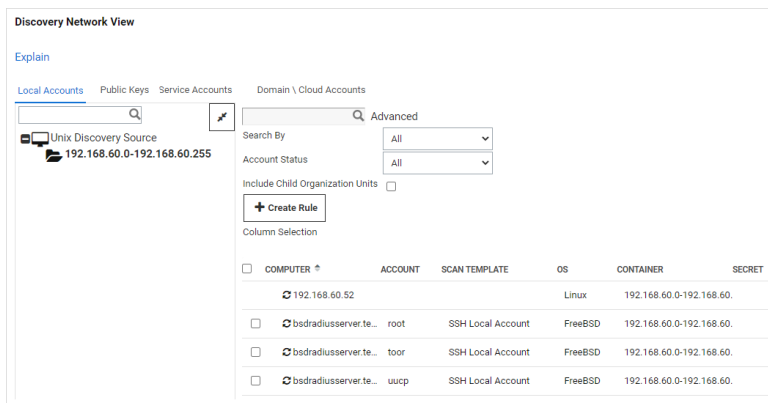 Discovery Network View
Explain
Local Accounts Public Keys Service Accounts Domain \ Cloud Accounts
Advanced
Unix Discovery Source
192.168.60.0-192.168.60.255
Search By All
Account Status All
Include Child Organization Units
+ Create Rule
Column Selection
COMPUTER ACCOUNT SCAN TEMPLATE OS CONTAINER SECRET
192.168.60.52 Linux 192.168.60.0-192.168.60.
bsdradiusserver.te... root SSH Local Account FreeBSD 192.168.60.0-192.168.60.
bsdradiusserver.te... toor SSH Local Account FreeBSD 192.168.60.0-192.168.60.
bsdradiusserver.te... uucp SSH Local Account FreeBSD 192.168.60.0-192.168.60.